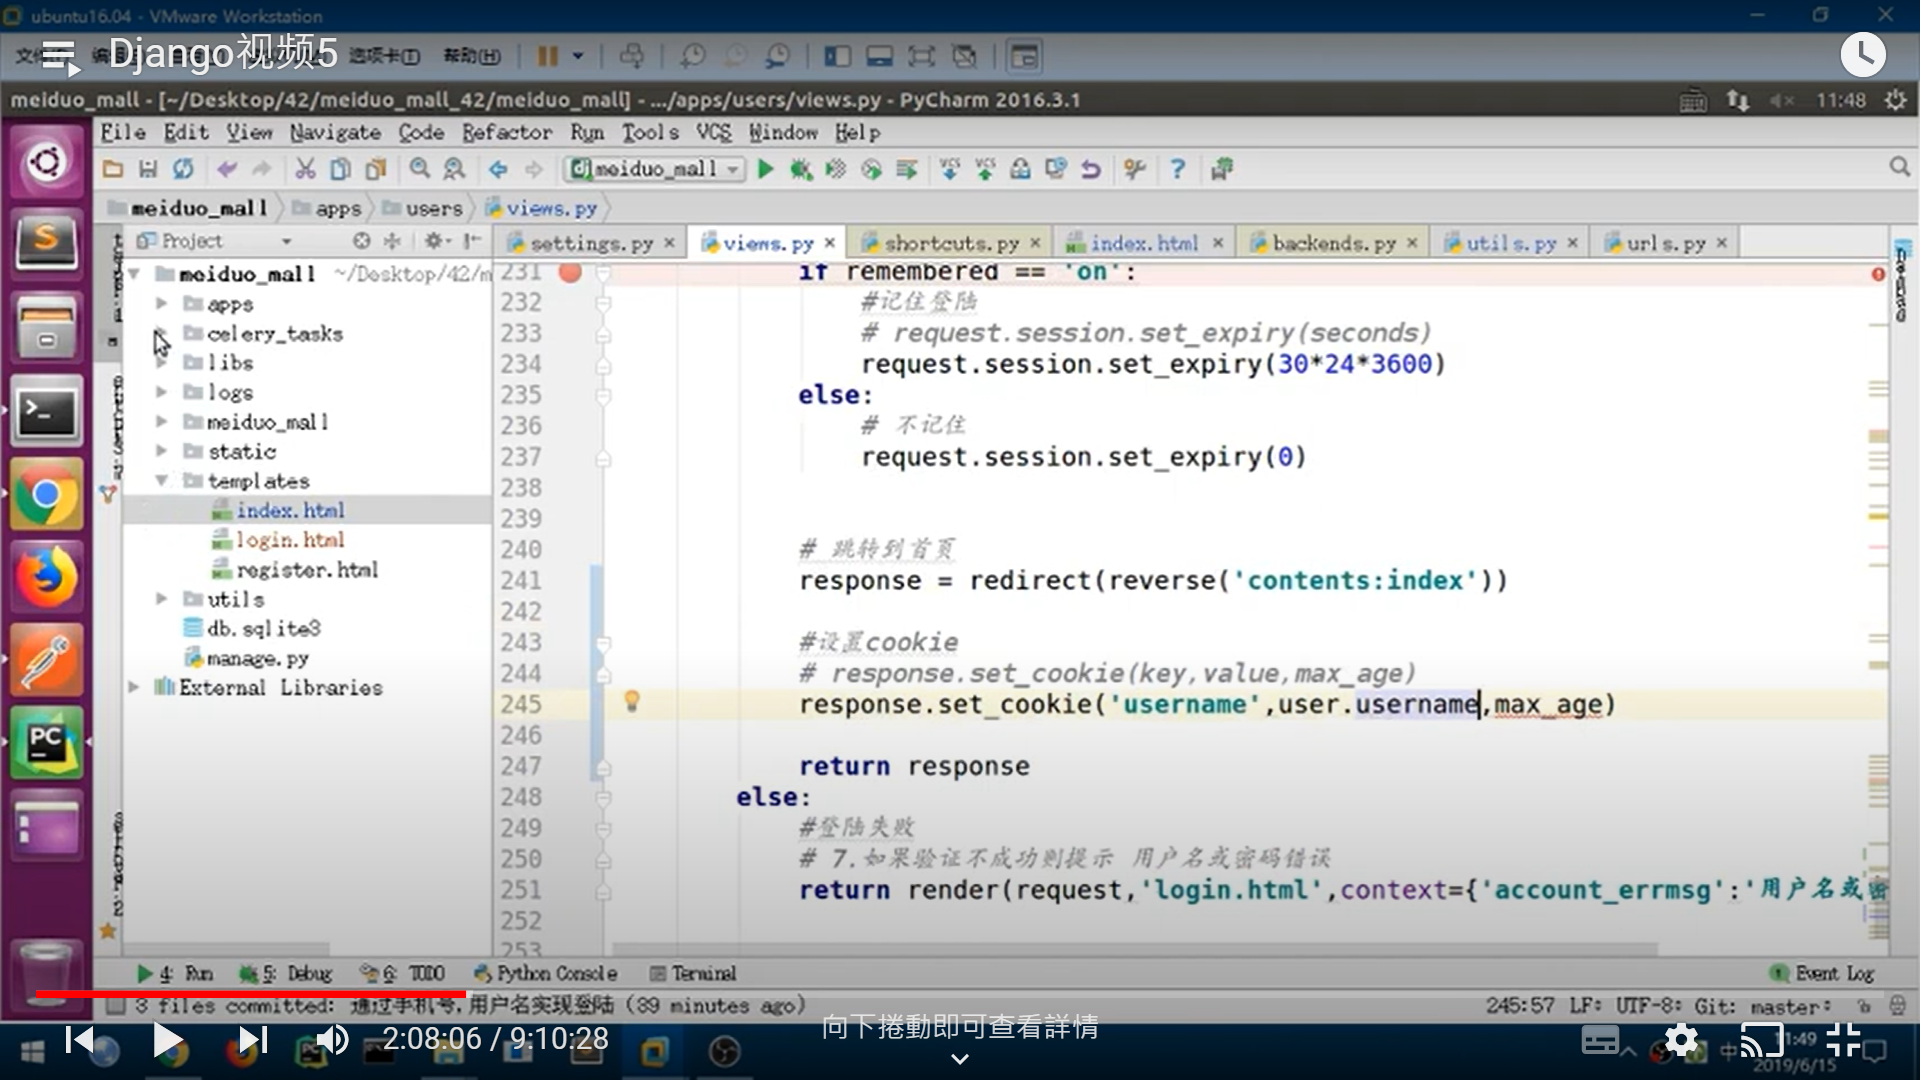 ubuntu16.04 - VMware Workstation
Django视频5
选项卡(T) 帮助(H)
meiduo_mall - [~/Desktop/42/meiduo_mall_42/meiduo_mall] - .../apps/users/views.py - PyCharm 2016.3.1
11:48
File Edit View Navigate Code Refactor Run Tools VCS Window Help
meiduo_mall
meiduo_mall apps users views.py
Project
settings.py views.py shortcuts.py index.html backends.py utils.py urls.py
meiduo_mall ~/Desktop/42/m
apps
celery_tasks
libs
logs
meiduo_mall
static
templates
index.html
login.html
register.html
utils
db.sqlite3
manage.py
External Libraries
231 if remembered == 'on':
232 #记住登陆
233 # request.session.set_expiry(seconds)
234 request.session.set_expiry(30*24*3600)
235 else:
236 # 不记住
237 request.session.set_expiry(0)
238
239
240 # 跳转到首页
241 response = redirect(reverse('contents:index'))
242
243 #设置cookie
244 # response.set_cookie(key,value,max_age)
245 response.set_cookie('username',user.username,max_age)
246
247 return response
248 else:
249 #登陆失败
250 # 7.如果验证不成功则提示 用户名或密码错误
251 return render(request,'login.html',context={'account_errmsg':'用户名或密
252
253
4: Run 5: Debug 6: TODO Python Console Terminal Event Log
3 files committed: 通过手机号,用户名实现登陆 (39 minutes ago)
245:57 LF: UTF-8: Git: master:
2:08:06 / 9:10:28
向下捲動即可查看詳情
中
11:49
2019/6/15